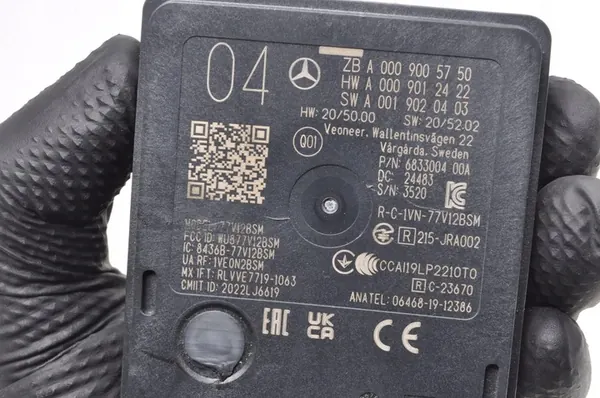 04
ZB A 000 900 57 50
HW A 000 901 24 22
SW A 001 902 04 03
HW: 20/50.00 SW: 20/52.02
Veoneer, Wallentinsvägen 22
Vårgårda, Sweden
Q01
P/N: 6833004 00A
DC: 24483
S/N: 3520
R-C-1VN-77V12BSM
MODEL: 77V12BSM
FCC ID: WU877V12BSM
IC: 8436B-77V12BSM
UA RF: 1VEON2BSM
MX IFT: RLVVE7719-1063
CMIIT ID: 2022LJ6619
R 215-JRA002
CCAI19LP2210T0
R C-23670
ANATEL: 06468-19-12386
EAC
UK
CA
CE